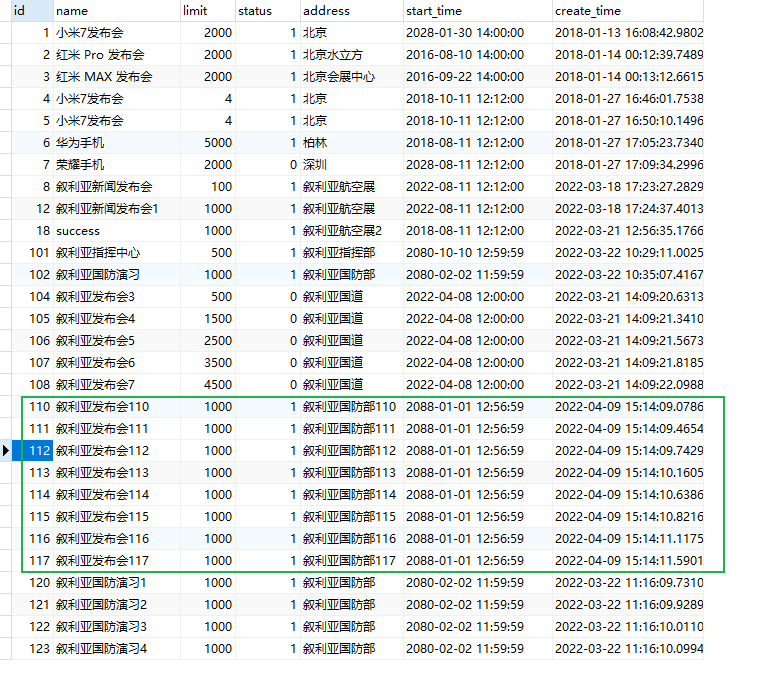 id name limit status address start_time create_time
1 小米7发布会 2000 1 北京 2028-01-30 14:00:00 2018-01-13 16:08:42.9802
2 红米 Pro 发布会 2000 1 北京水立方 2016-08-10 14:00:00 2018-01-14 00:12:39.7489
3 红米 MAX 发布会 2000 1 北京会展中心 2016-09-22 14:00:00 2018-01-14 00:13:12.6615
4 小米7发布会 4 1 北京 2018-10-11 12:12:00 2018-01-27 16:46:01.7538
5 小米7发布会 4 1 北京 2018-10-11 12:12:00 2018-01-27 16:50:10.1496
6 华为手机 5000 1 柏林 2018-08-11 12:12:00 2018-01-27 17:05:23.7340
7 荣耀手机 2000 0 深圳 2028-08-11 12:12:00 2018-01-27 17:09:34.2996
8 叙利亚新闻发布会 100 1 叙利亚航空展 2022-08-11 12:12:00 2022-03-18 17:23:27.2829
12 叙利亚新闻发布会1 1000 1 叙利亚航空展 2022-08-11 12:12:00 2022-03-18 17:24:37.4013
18 success 1000 1 叙利亚航空展2 2018-08-11 12:12:00 2022-03-21 12:56:35.1766
101 叙利亚指挥中心 500 1 叙利亚指挥部 2080-10-10 12:59:59 2022-03-22 10:29:11.0025
102 叙利亚国防演习 1000 1 叙利亚国防部 2080-02-02 11:59:59 2022-03-22 10:35:07.4167
104 叙利亚发布会3 500 0 叙利亚国道 2022-04-08 12:00:00 2022-03-21 14:09:20.6313
105 叙利亚发布会4 1500 0 叙利亚国道 2022-04-08 12:00:00 2022-03-21 14:09:21.3410
106 叙利亚发布会5 2500 0 叙利亚国道 2022-04-08 12:00:00 2022-03-21 14:09:21.5673
107 叙利亚发布会6 3500 0 叙利亚国道 2022-04-08 12:00:00 2022-03-21 14:09:21.8185
108 叙利亚发布会7 4500 0 叙利亚国道 2022-04-08 12:00:00 2022-03-21 14:09:22.0988
110 叙利亚发布会110 1000 1 叙利亚国防部110 2088-01-01 12:56:59 2022-04-09 15:14:09.0786
111 叙利亚发布会111 1000 1 叙利亚国防部111 2088-01-01 12:56:59 2022-04-09 15:14:09.4654
112 叙利亚发布会112 1000 1 叙利亚国防部112 2088-01-01 12:56:59 2022-04-09 15:14:09.7429
113 叙利亚发布会113 1000 1 叙利亚国防部113 2088-01-01 12:56:59 2022-04-09 15:14:10.1605
114 叙利亚发布会114 1000 1 叙利亚国防部114 2088-01-01 12:56:59 2022-04-09 15:14:10.6386
115 叙利亚发布会115 1000 1 叙利亚国防部115 2088-01-01 12:56:59 2022-04-09 15:14:10.8216
116 叙利亚发布会116 1000 1 叙利亚国防部116 2088-01-01 12:56:59 2022-04-09 15:14:11.1175
117 叙利亚发布会117 1000 1 叙利亚国防部117 2088-01-01 12:56:59 2022-04-09 15:14:11.5901
120 叙利亚国防演习1 1000 1 叙利亚国防部 2080-02-02 11:59:59 2022-03-22 11:16:09.7310
121 叙利亚国防演习2 1000 1 叙利亚国防部 2080-02-02 11:59:59 2022-03-22 11:16:09.9289
122 叙利亚国防演习3 1000 1 叙利亚国防部 2080-02-02 11:59:59 2022-03-22 11:16:10.0110
123 叙利亚国防演习4 1000 1 叙利亚国防部 2080-02-02 11:59:59 2022-03-22 11:16:10.0994